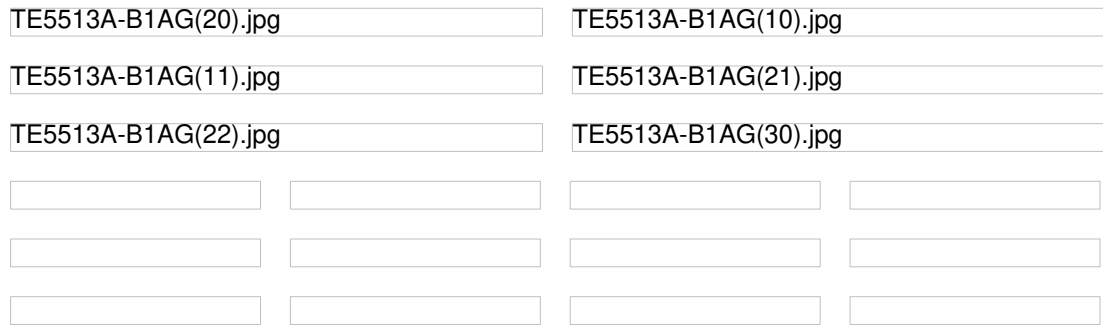 TE5513A-B1AG(20).jpg
TE5513A-B1AG(10).jpg
TE5513A-B1AG(11).jpg
TE5513A-B1AG(21).jpg
TE5513A-B1AG(22).jpg
TE5513A-B1AG(30).jpg